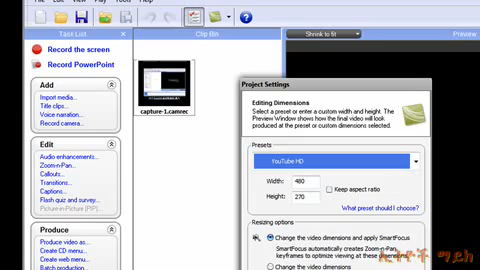 File Edit View Play Tools Help
Task List
Clip Bin
Shrink to fit
Preview
Record the screen
Record PowerPoint
Add
Import media...
Title clips...
Voice narration...
Record camera...
capture-1.camrec
Edit
Audio enhancements...
Zoom-n-Pan...
Callouts...
Transitions...
Captions...
Flash quiz and survey...
Picture-in-Picture (PIP)...
Produce
Produce video as...
Create CD menu...
Create web menu...
Batch production...
Project Settings
Editing Dimensions
Select a preset or enter a custom width and height. The
Preview Window shows how the final video will look
produced at the preset or custom dimensions selected.
Presets
YouTube HD
Width: 480
Keep aspect ratio
Height: 270
What preset should I choose?
Resizing options
Change the video dimensions and apply SmartFocus
SmartFocus automatically creates Zoom-n-Pan
keyframes to optimize viewing at these dimensions.
Change the video dimensions